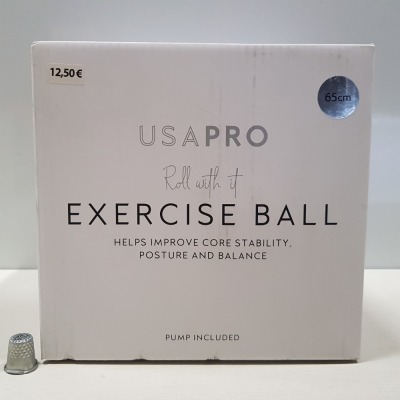 12,50 €
65cm
USAPRO
Roll with it
EXERCISE BALL
HELPS IMPROVE CORE STABILITY,
POSTURE AND BALANCE
PUMP INCLUDED